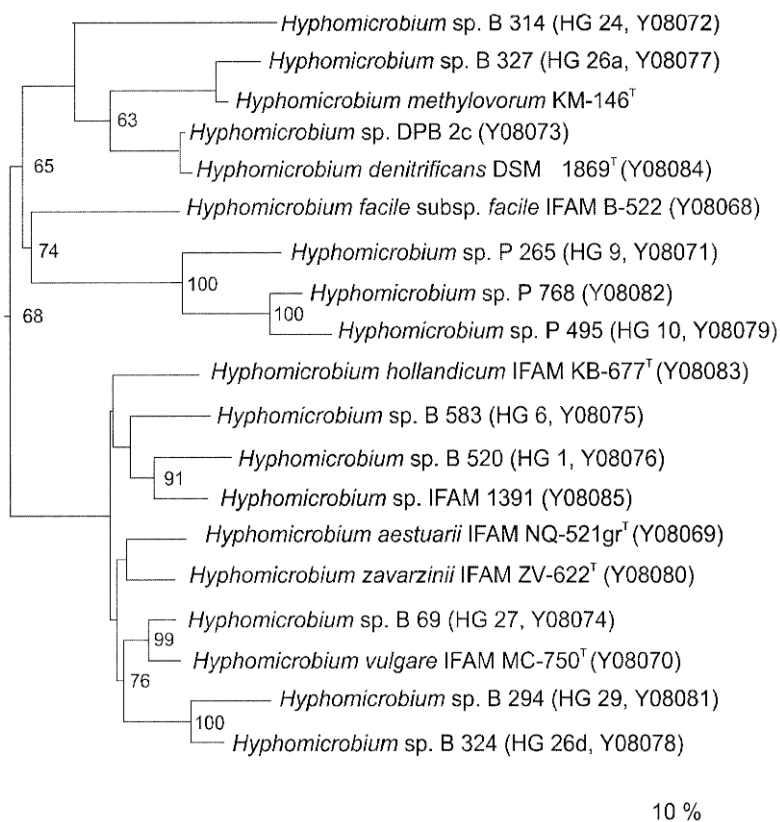 Hyphomicrobium sp. B 314 (HG 24, Y08072)
Hyphomicrobium sp. B 327 (HG 26a, Y08077)
Hyphomicrobium methylovorum KM-146ᵀ
63
Hyphomicrobium sp. DPB 2c (Y08073)
65
Hyphomicrobium denitrificans DSM 1869ᵀ (Y08084)
Hyphomicrobium facile subsp. facile IFAM B-522 (Y08068)
74
Hyphomicrobium sp. P 265 (HG 9, Y08071)
100
Hyphomicrobium sp. P 768 (Y08082)
100
68
Hyphomicrobium sp. P 495 (HG 10, Y08079)
Hyphomicrobium hollandicum IFAM KB-677ᵀ (Y08083)
Hyphomicrobium sp. B 583 (HG 6, Y08075)
Hyphomicrobium sp. B 520 (HG 1, Y08076)
91
Hyphomicrobium sp. IFAM 1391 (Y08085)
Hyphomicrobium aestuarii IFAM NQ-521grᵀ (Y08069)
Hyphomicrobium zavarzinii IFAM ZV-622ᵀ (Y08080)
Hyphomicrobium sp. B 69 (HG 27, Y08074)
99
Hyphomicrobium vulgare IFAM MC-750ᵀ (Y08070)
76
Hyphomicrobium sp. B 294 (HG 29, Y08081)
100
Hyphomicrobium sp. B 324 (HG 26d, Y08078)
10 %